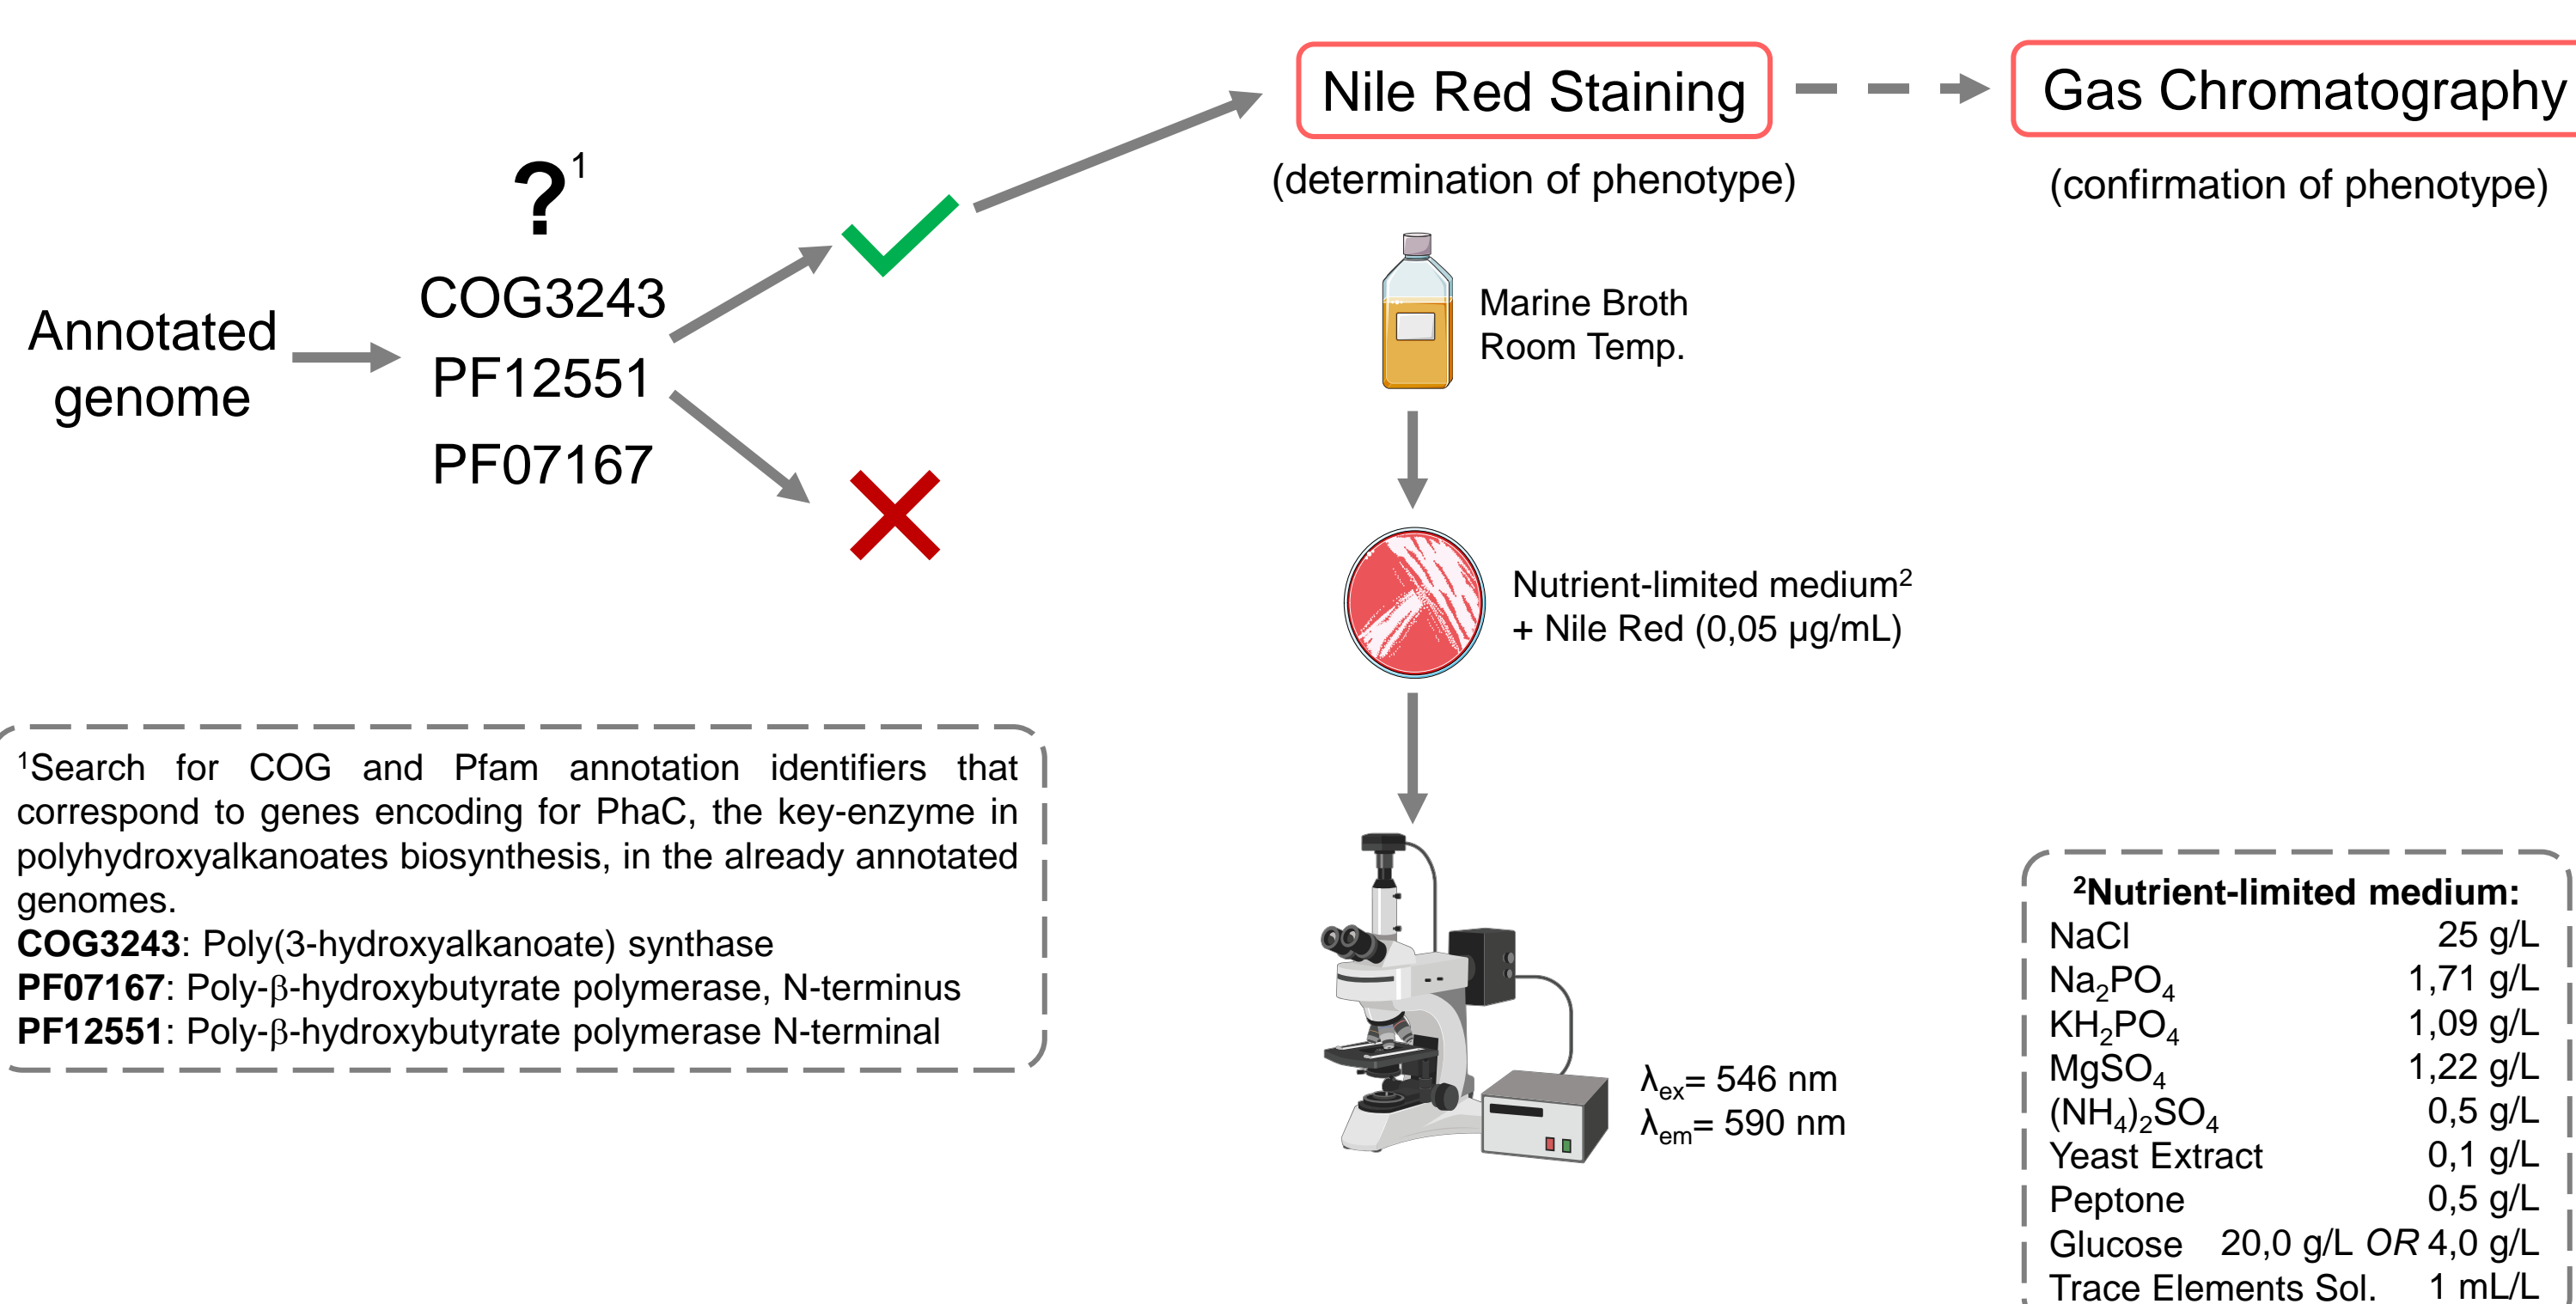 Annotated
genome
?¹
COG3243
PF12551
PF07167
Nile Red Staining
(determination of phenotype)
Gas Chromatography
(confirmation of phenotype)
Marine Broth
Room Temp.
Nutrient-limited medium²
+ Nile Red (0,05 µg/mL)
λex= 546 nm
λem= 590 nm
¹Search for COG and Pfam annotation identifiers that
correspond to genes encoding for PhaC, the key-enzyme in
polyhydroxyalkanoates biosynthesis, in the already annotated
genomes.
COG3243: Poly(3-hydroxyalkanoate) synthase
PF07167: Poly-β-hydroxybutyrate polymerase, N-terminus
PF12551: Poly-β-hydroxybutyrate polymerase N-terminal
²Nutrient-limited medium:
NaCl 25 g/L
Na₂PO₄ 1,71 g/L
KH₂PO₄ 1,09 g/L
MgSO₄ 1,22 g/L
(NH₄)₂SO₄ 0,5 g/L
Yeast Extract 0,1 g/L
Peptone 0,5 g/L
Glucose 20,0 g/L OR 4,0 g/L
Trace Elements Sol. 1 mL/L